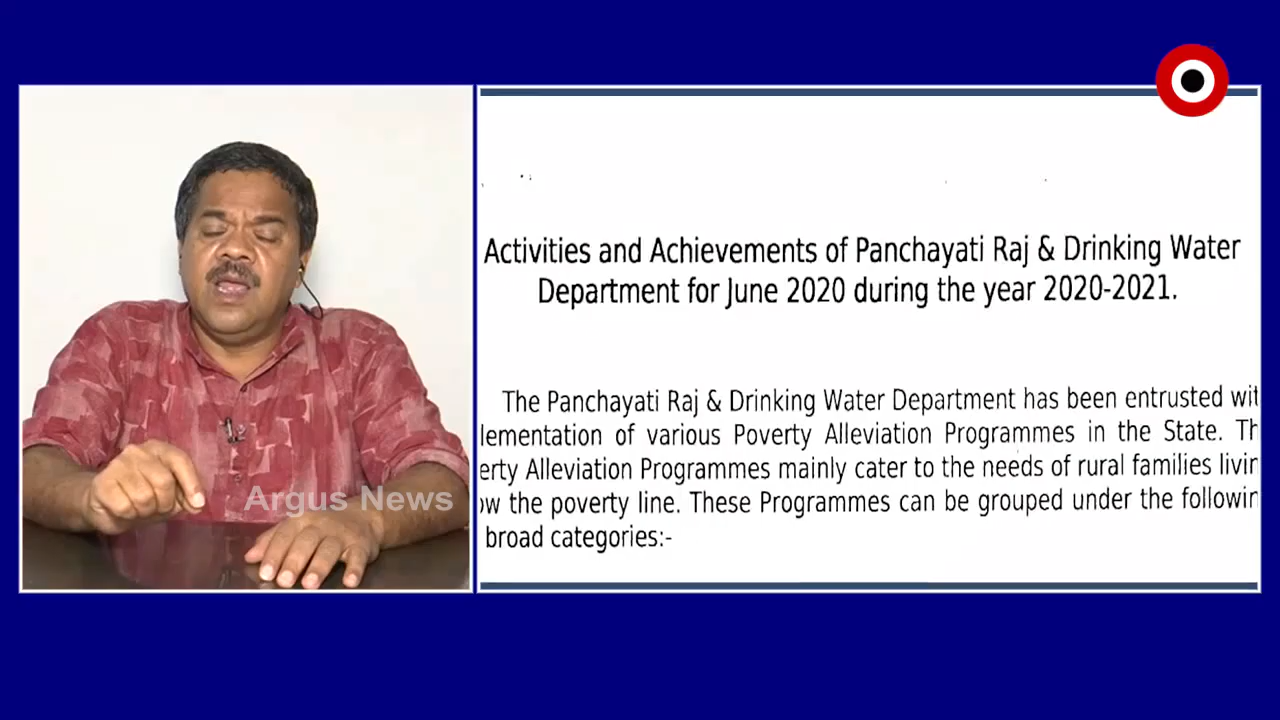 Activities and Achievements of Panchayati Raj & Drinking Water
Department for June 2020 during the year 2020-2021.
The Panchayati Raj & Drinking Water Department has been entrusted wit
lementation of various Poverty Alleviation Programmes in the State. Th
erty Alleviation Programmes mainly cater to the needs of rural families livin
ow the poverty line. These Programmes can be grouped under the followin
broad categories:-
Argus News